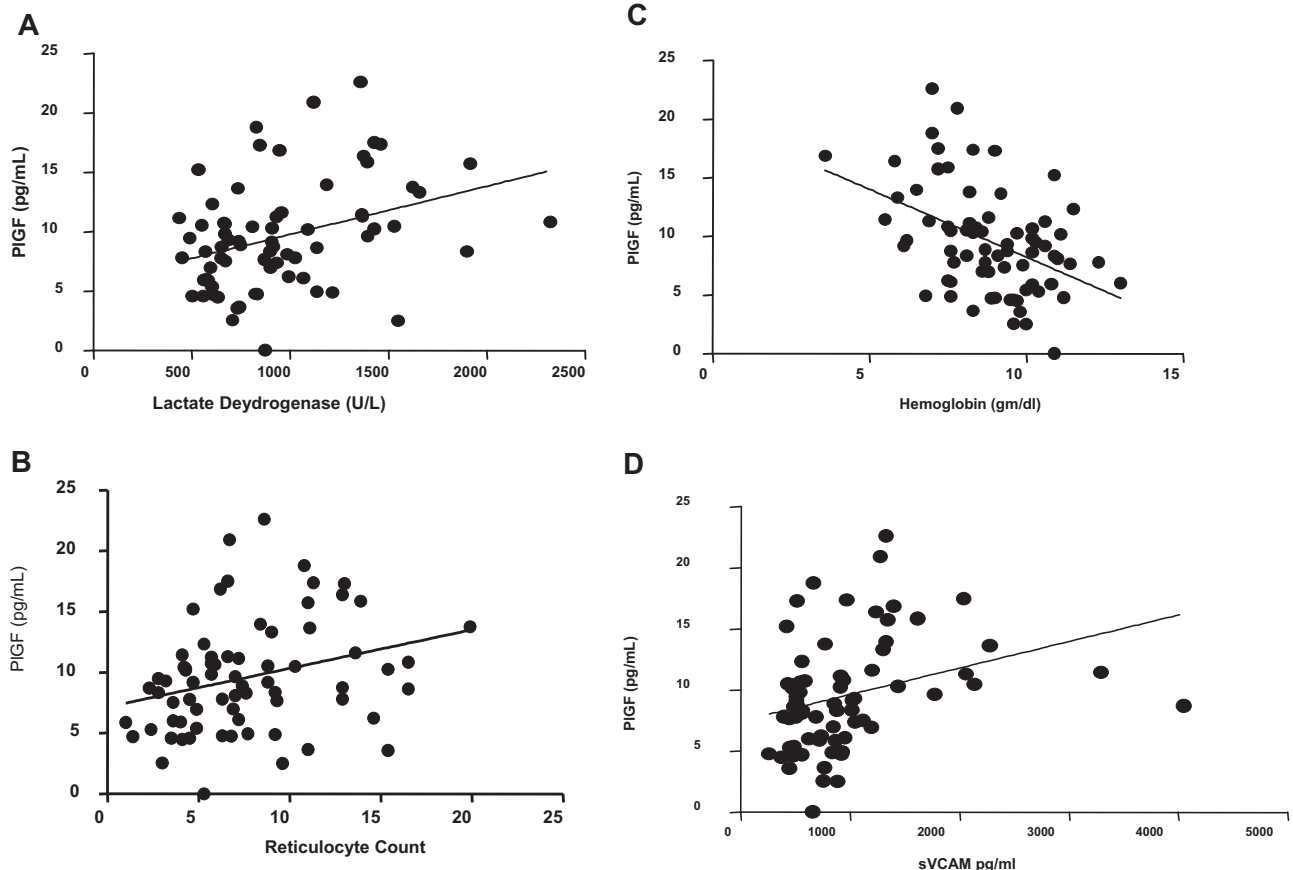 A
25
20
15
10
5
0
PlGF (pg/mL)
0 500 1000 1500 2000 2500
Lactate Deydrogenase (U/L)
C
25
20
15
10
5
0
PlGF (pg/mL)
0 5 10 15
Hemoglobin (gm/dl)
B
25
20
15
10
5
0
PlGF (pg/mL)
0 5 10 15 20 25
Reticulocyte Count
D
25
20
15
10
5
0
PlGF (pg/mL)
0 1000 2000 3000 4000 5000
sVCAM pg/ml